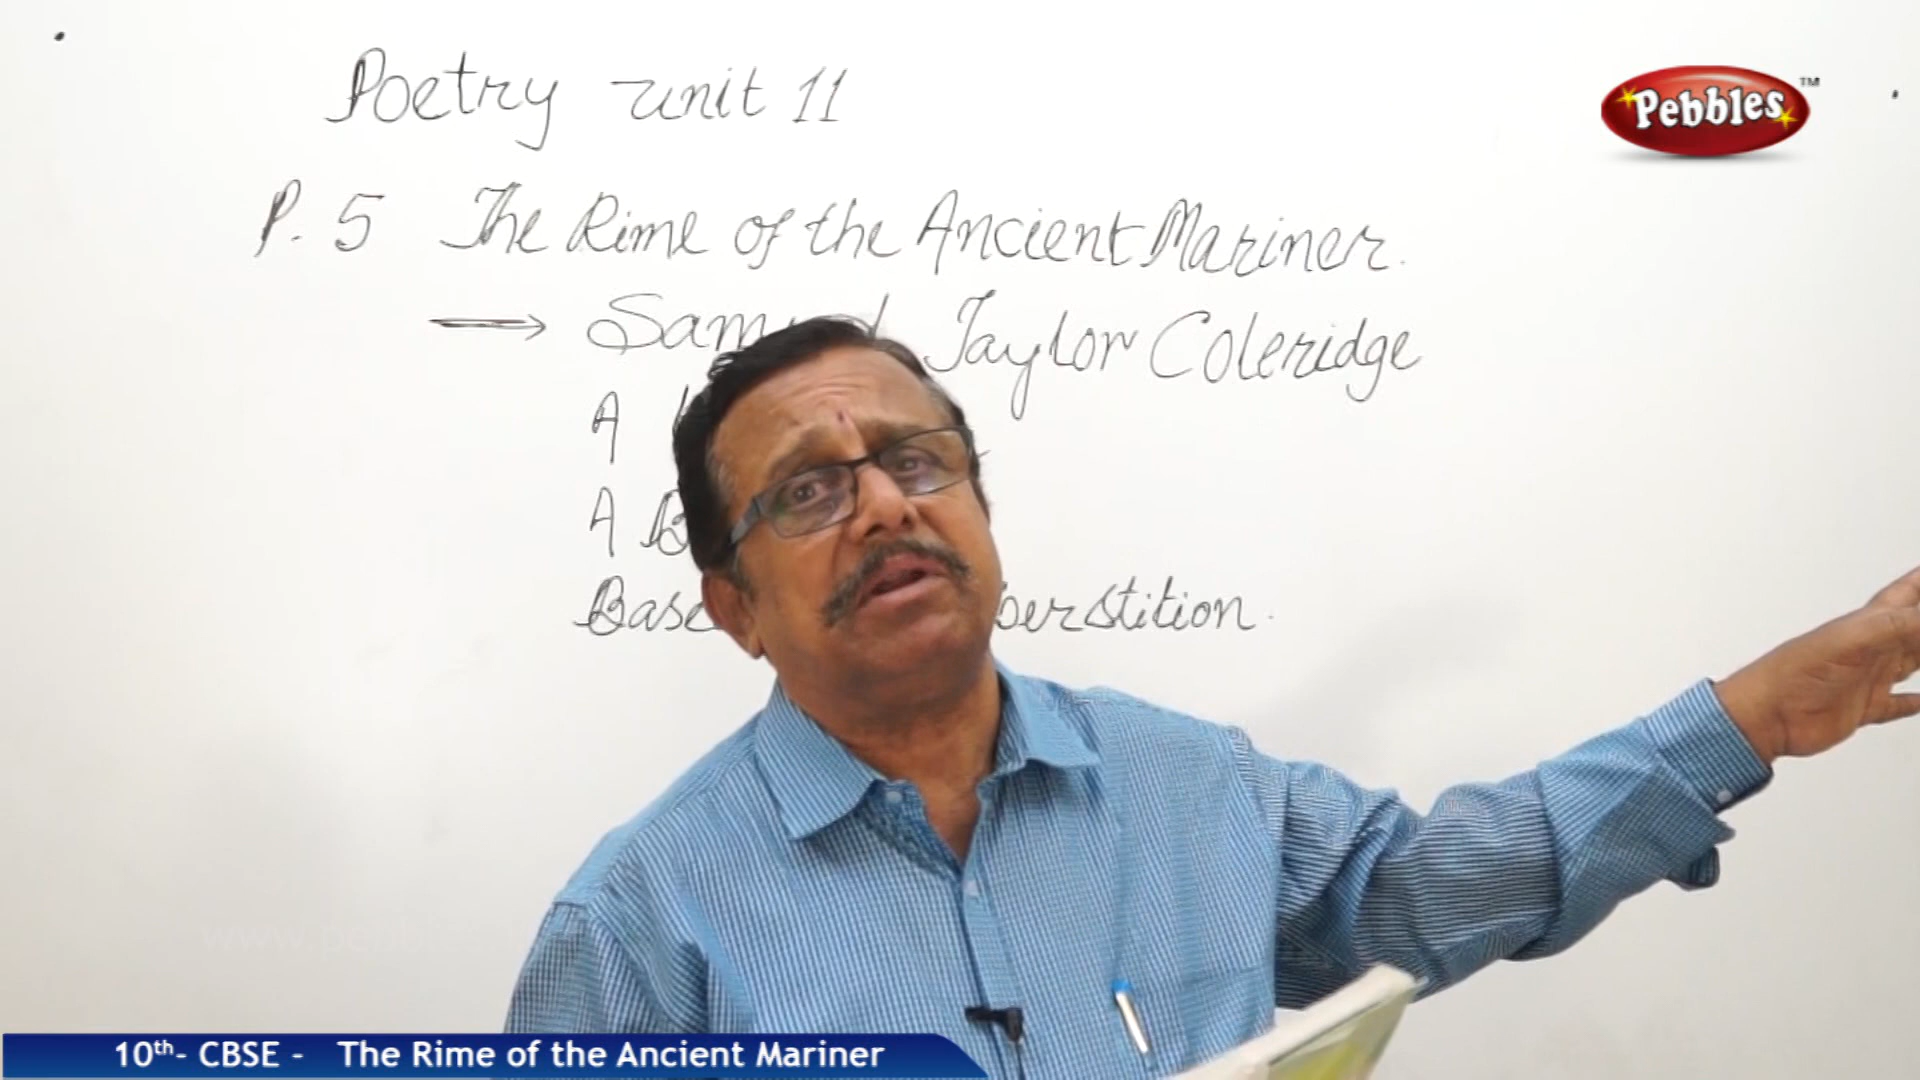 Poetry unit 11
Pebbles TM
P. 5 The Rime of the Ancient Mariner.
→ Taylor Coleridge
A
A
10th- CBSE - The Rime of the Ancient Mariner